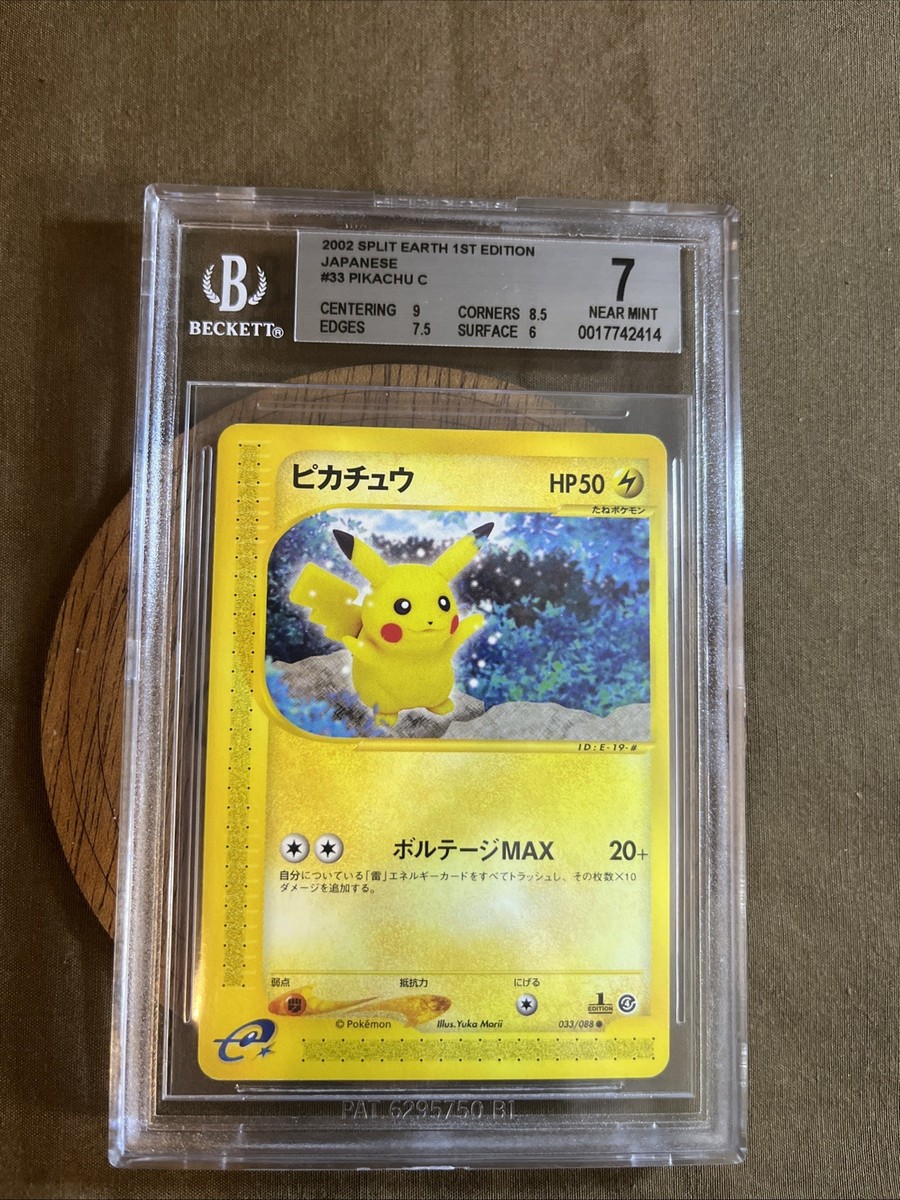 2002 SPLIT EARTH 1ST EDITION
JAPANESE
#33 PIKACHU C
CENTERING 9 CORNERS 8.5
EDGES 7.5 SURFACE 6
7
NEAR MINT
0017742414
B
BECKETT®
ピカチュウ HP50
たねポケモン
ID:E-19-#
ボルテージMAX 20+
自分についている「雷」エネルギーカードをすべてトラッシュし、その枚数×10
ダメージを追加する。
弱点 抵抗力 にげる
1
EDITION
© Pokémon Illus.Yuka Morii 033/088 ●
e
PAT.6295750 B1